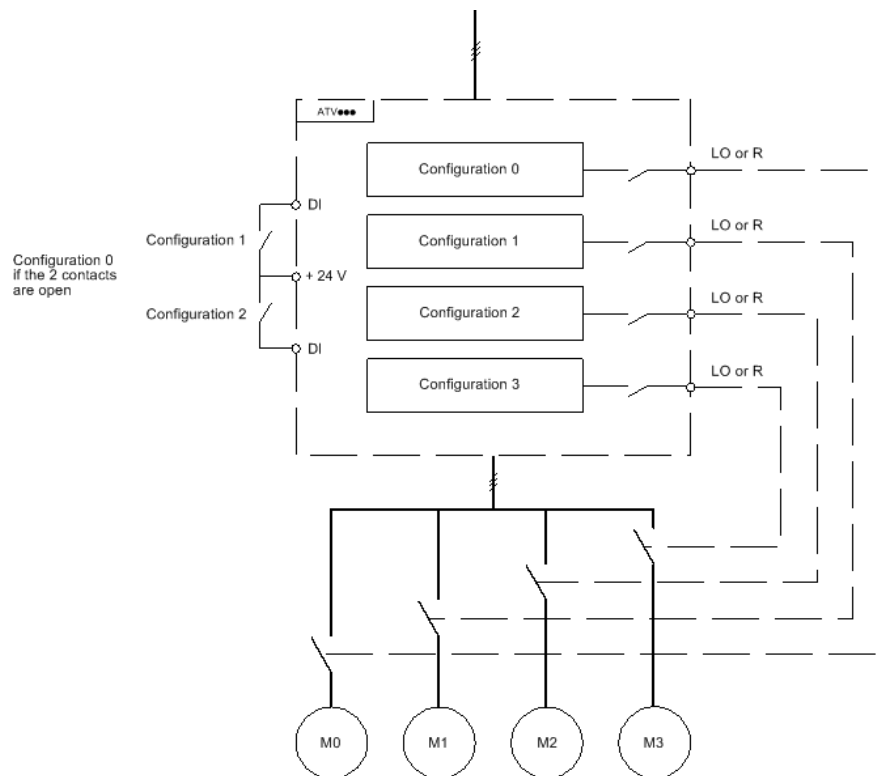 ATV●●●
Configuration 0
LO or R
DI
Configuration 1
Configuration 1
LO or R
Configuration 0
if the 2 contacts
are open
+ 24 V
Configuration 2
Configuration 2
LO or R
DI
Configuration 3
LO or R
M0
M1
M2
M3